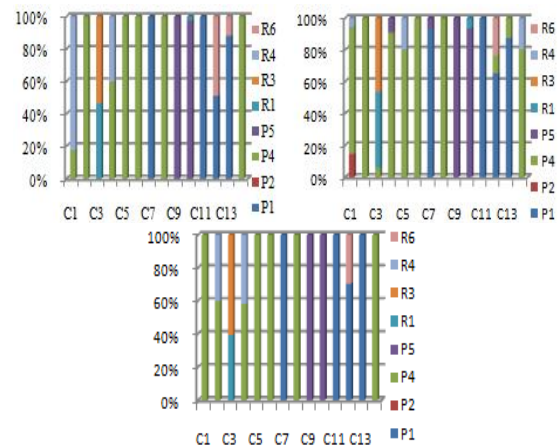 100%
80%
60%
40%
20%
0%
C1 C3 C5 C7 C9 C11 C13
R6
R4
R3
R1
P5
P4
P2
P1
100%
80%
60%
40%
20%
0%
C1 C3 C5 C7 C9 C11 C13
R6
R4
R3
R1
P5
P4
P2
P1
100%
80%
60%
40%
20%
0%
C1 C3 C5 C7 C9 C11 C13
R6
R4
R3
R1
P5
P4
P2
P1